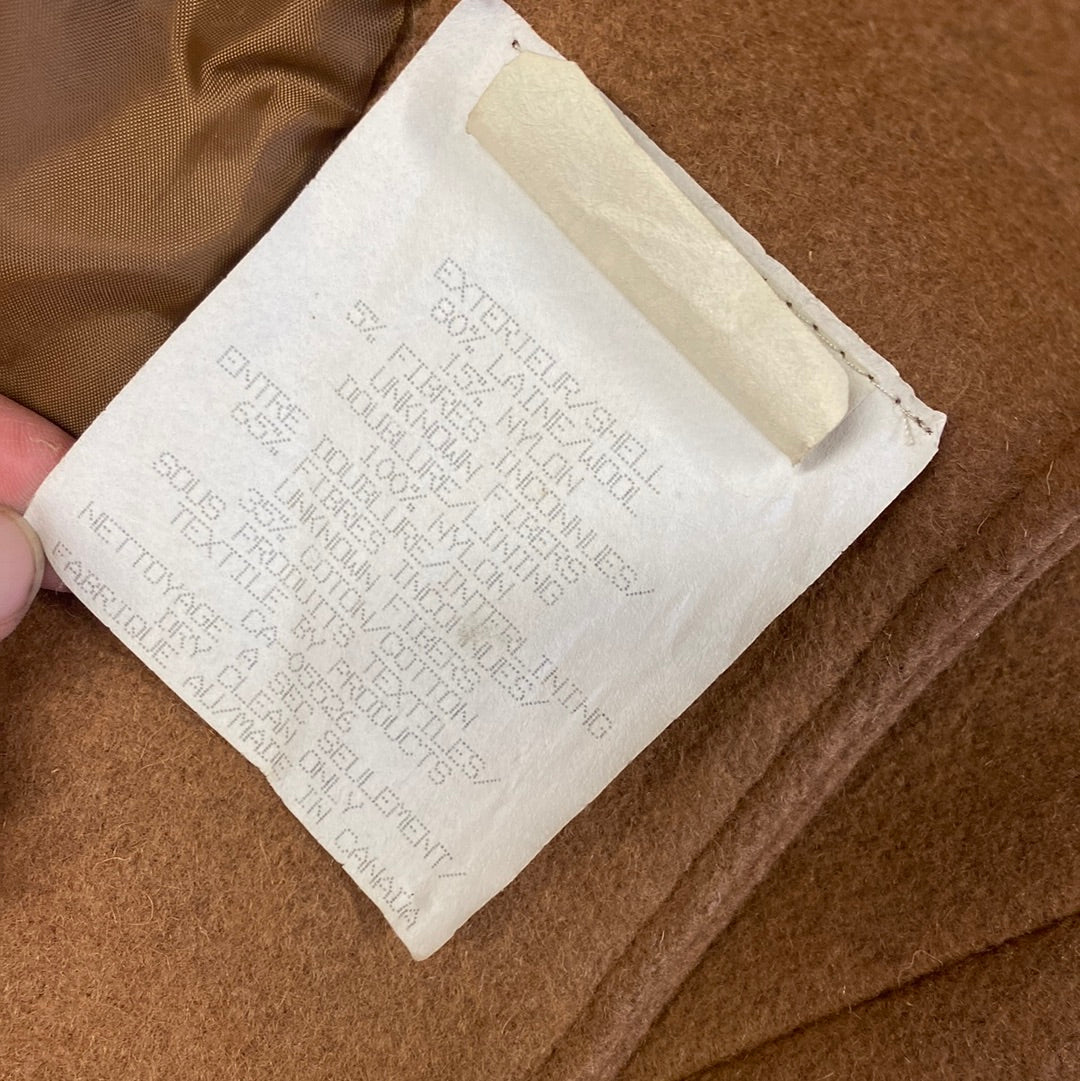 EXTERIEUR/SHELL
80% LAINE/WOOL
15% NYLON
5% FIBRES INCONNUES/
UNKNOWN FIBERS
DOUBLURE/LINING
100% NYLON
ENTRE DOUBLURE/INTERLINING
65% FIBRES INCONNUES/
UNKNOWN FIBERS
35% COTON/COTTON
SOUS PRODUITS TEXTILES/
TEXTILE BY PRODUCTS
CA 00826
NETTOYAGE A SEC SEULEMENT/
DRY CLEAN ONLY
FABRIQUE AU/MADE IN CANADA